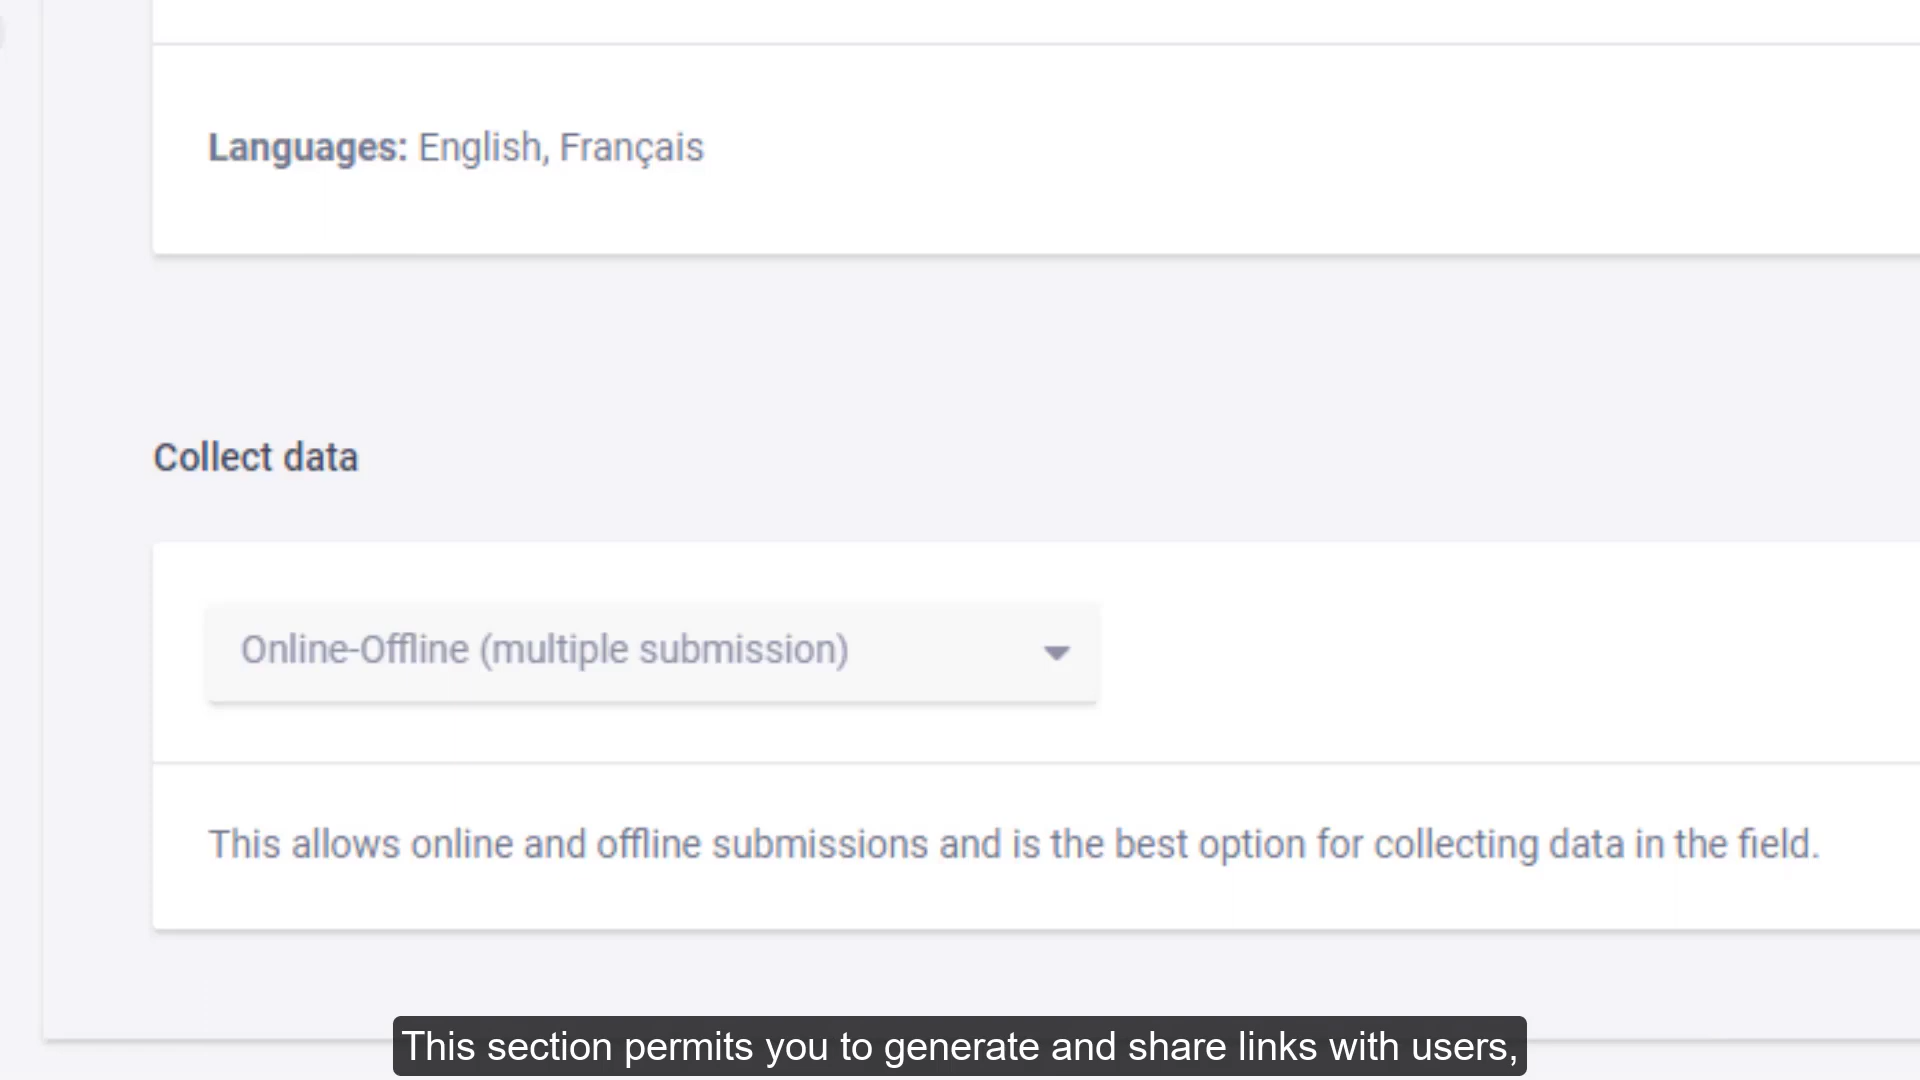 Languages: English, Français
Collect data
Online-Offline (multiple submission)
This allows online and offline submissions and is the best option for collecting data in the field.
This section permits you to generate and share links with users,